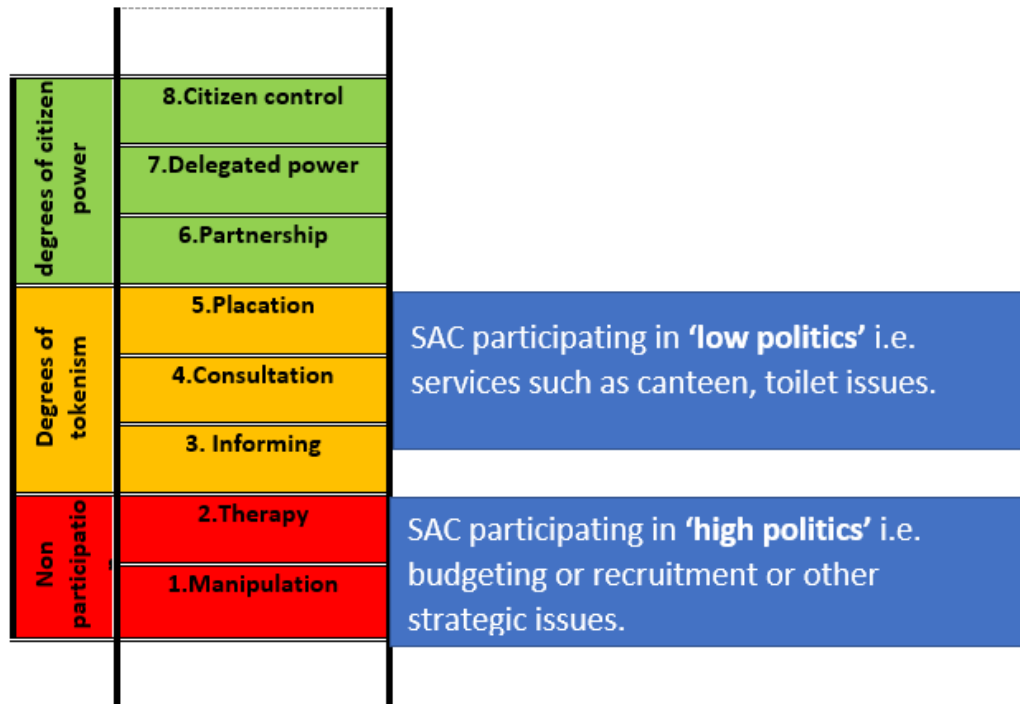 degrees of citizen
power
8.Citizen control
7.Delegated power
6.Partnership
Degrees of
tokenism
5.Placation
4.Consultation
3. Informing
SAC participating in ‘low politics’ i.e.
services such as canteen, toilet issues.
Non
participatio
2.Therapy
1.Manipulation
SAC participating in ‘high politics’ i.e.
budgeting or recruitment or other
strategic issues.